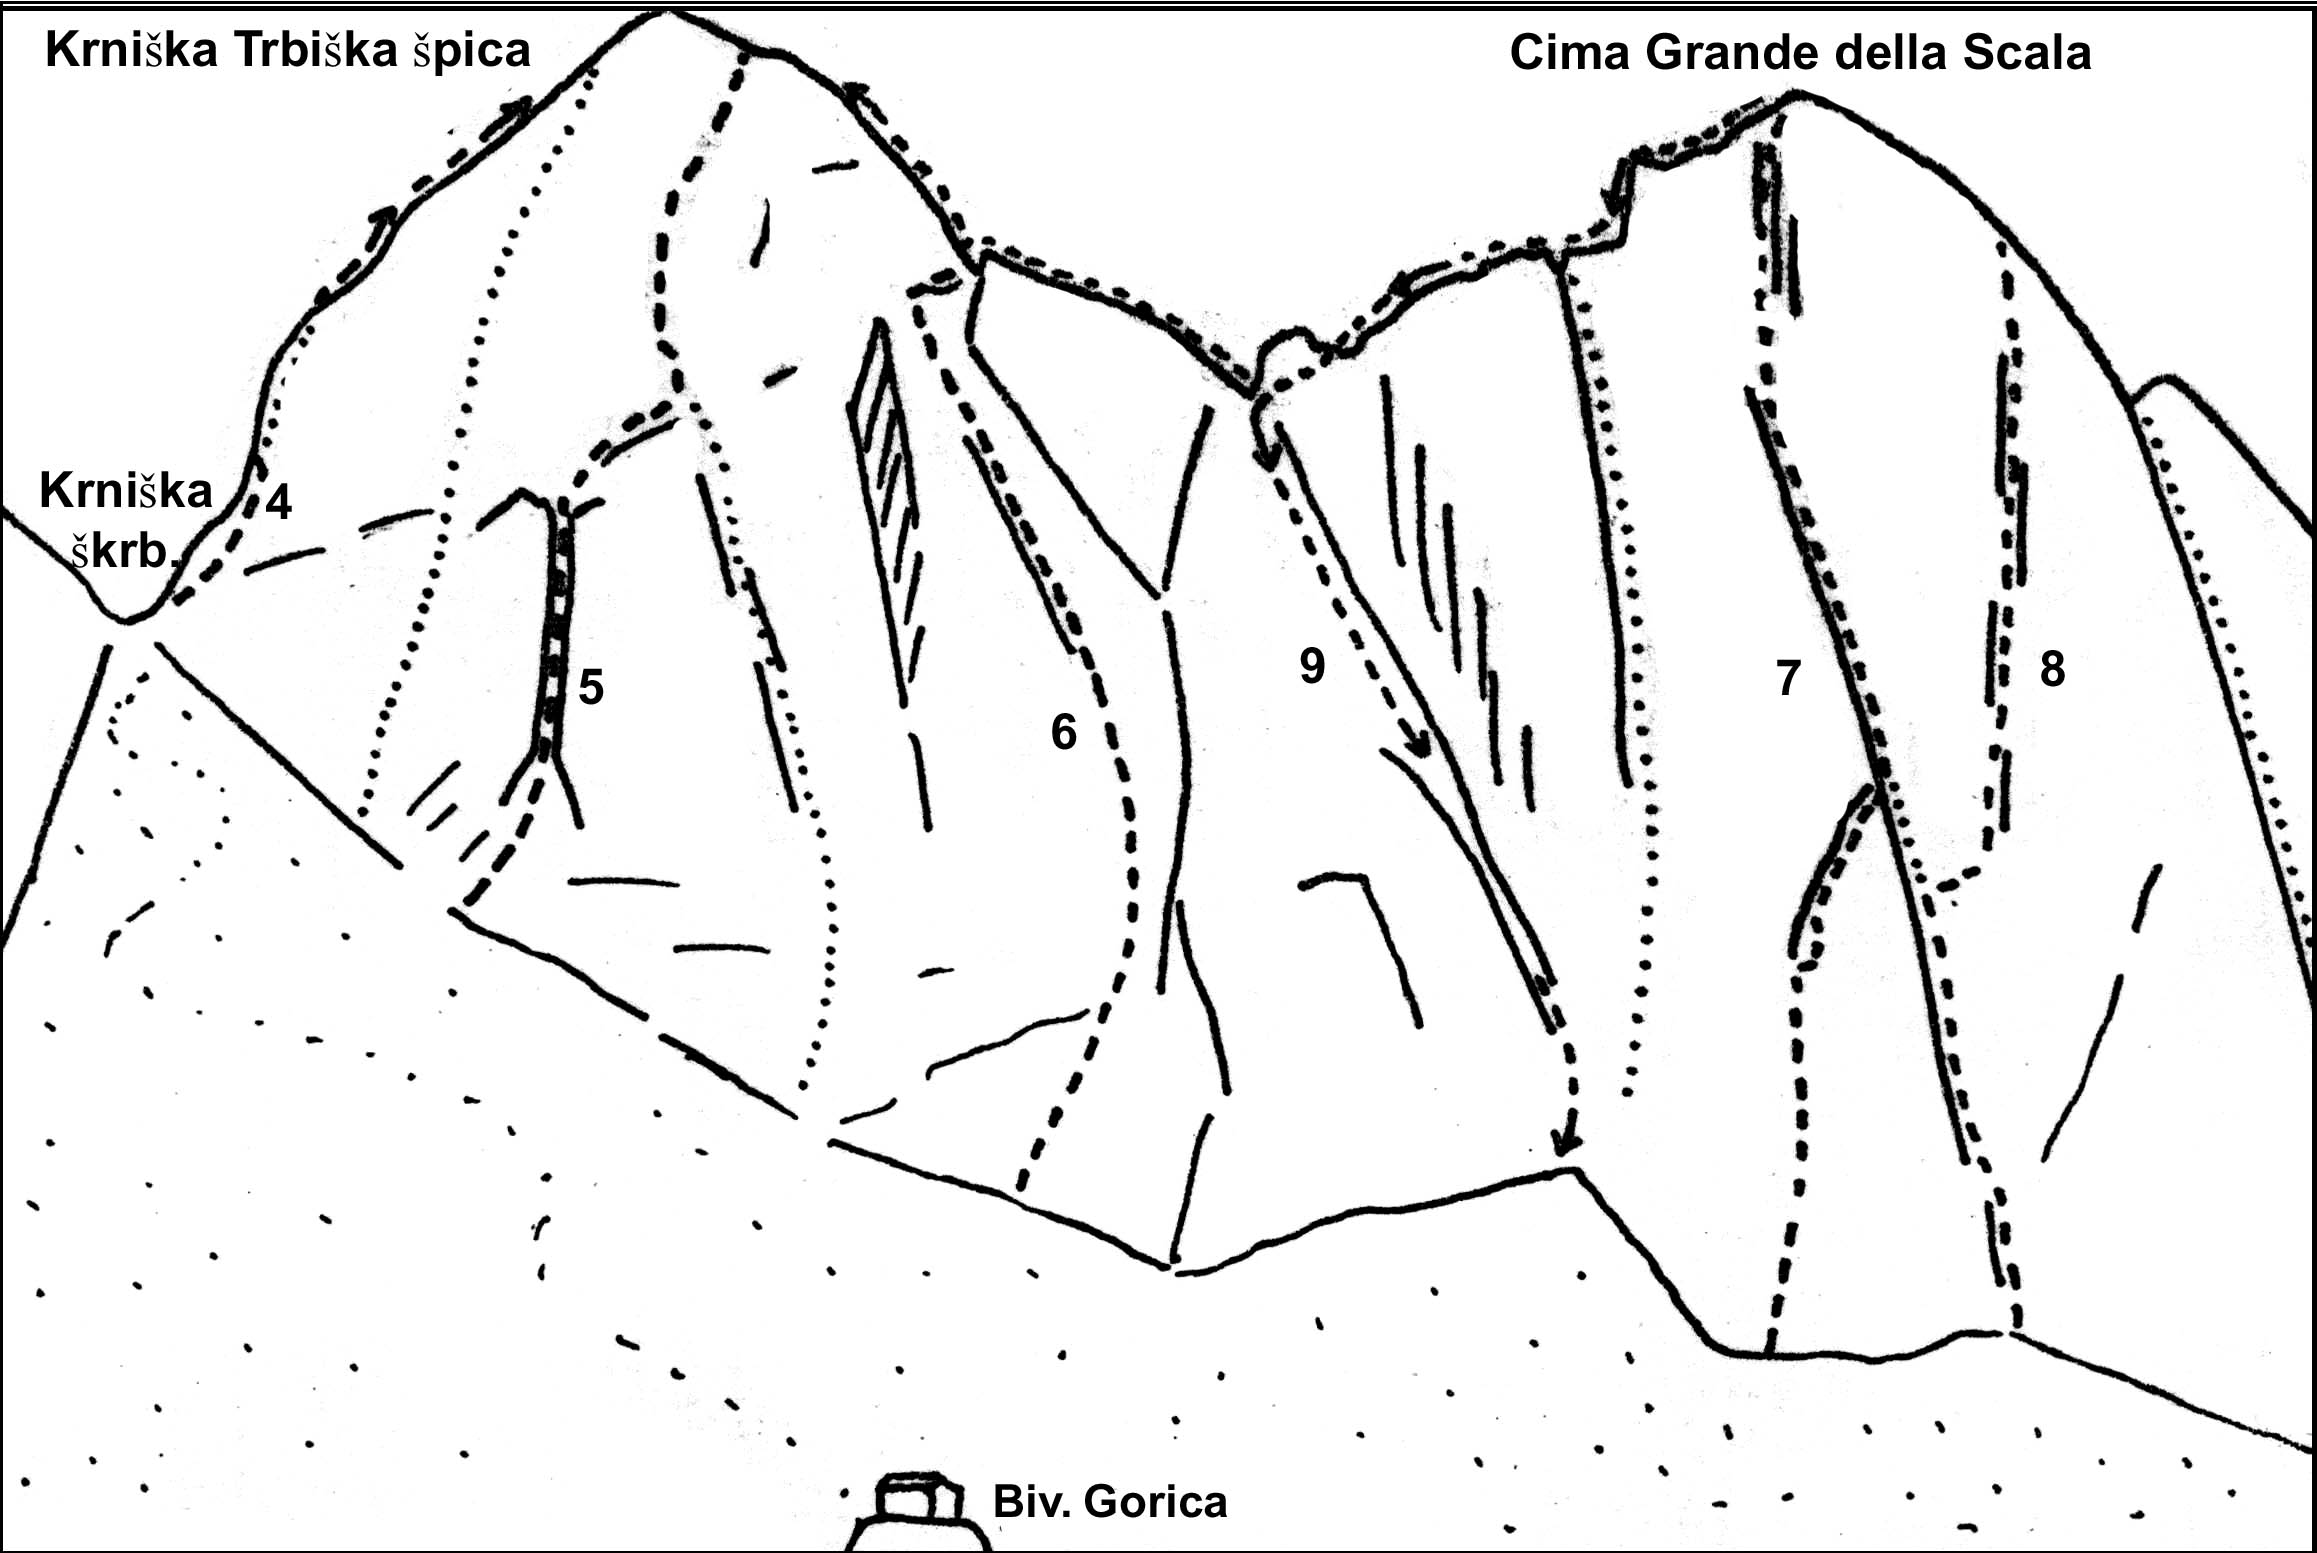 Krniška Trbiška špica
Cima Grande della Scala
Krniška
škrb.
4
5
6
9
7
8
Biv. Gorica